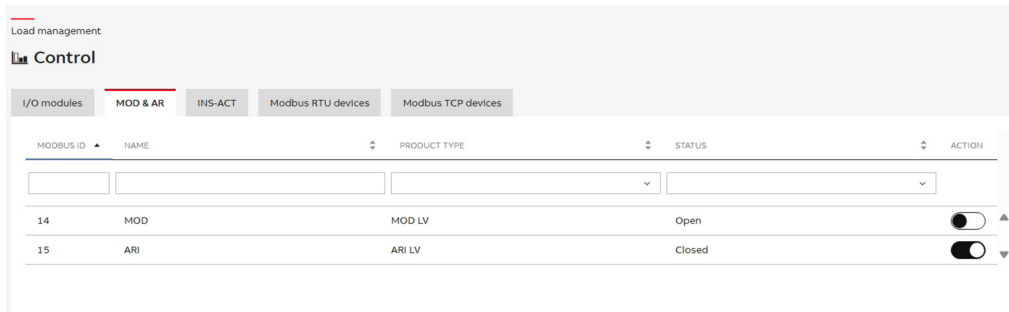 Load management
Control
I/O modules MOD & AR INS-ACT Modbus RTU devices Modbus TCP devices
MODBUS ID NAME PRODUCT TYPE STATUS ACTION
14 MOD MOD LV Open
15 ARI ARI LV Closed